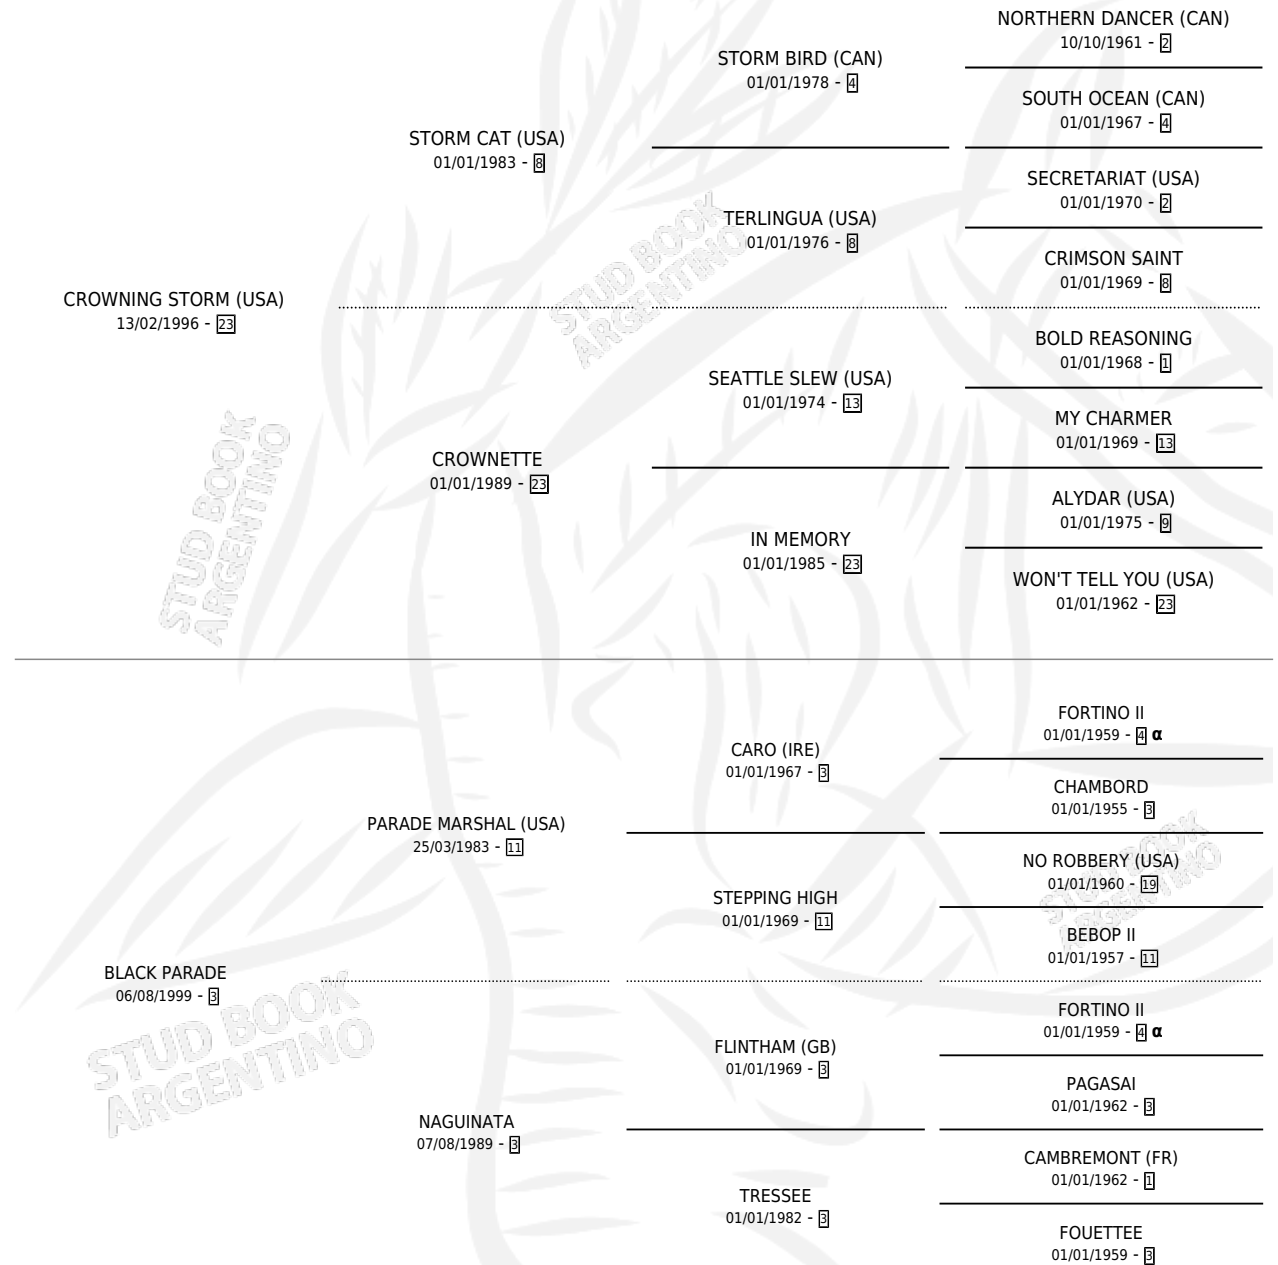 NORTHERN DANCER (CAN)
10/10/1961 - 2
STORM BIRD (CAN)
01/01/1978 - 4
SOUTH OCEAN (CAN)
01/01/1967 - 4
STORM CAT (USA)
01/01/1983 - 8
SECRETARIAT (USA)
01/01/1970 - 2
TERLINGUA (USA)
01/01/1976 - 8
CRIMSON SAINT
01/01/1969 - 8
CROWNING STORM (USA)
13/02/1996 - 23
STUD BOOK
ARGENTINO
BOLD REASONING
01/01/1968 - 1
SEATTLE SLEW (USA)
01/01/1974 - 13
MY CHARMER
01/01/1969 - 13
CROWNETTE
01/01/1989 - 23
ALYDAR (USA)
01/01/1975 - 9
IN MEMORY
01/01/1985 - 23
WON'T TELL YOU (USA)
01/01/1962 - 23
STUD BOOK
ARGENTINO
FORTINO II
01/01/1959 - 4 α
CARO (IRE)
01/01/1967 - 3
CHAMBORD
01/01/1955 - 3
PARADE MARSHAL (USA)
25/03/1983 - 11
NO ROBBERY (USA)
01/01/1960 - 19
STEPPING HIGH
01/01/1969 - 11
BEBOP II
01/01/1957 - 11
STUD BOOK
ARGENTINO
BLACK PARADE
06/08/1999 - 3
FORTINO II
01/01/1959 - 4 α
FLINTHAM (GB)
01/01/1969 - 3
PAGASAI
01/01/1962 - 3
STUD BOOK
ARGENTINO
NAGUINATA
07/08/1989 - 3
CAMBREMONT (FR)
01/01/1962 - 1
TRESSEE
01/01/1982 - 3
FOUETTEE
01/01/1959 - 3